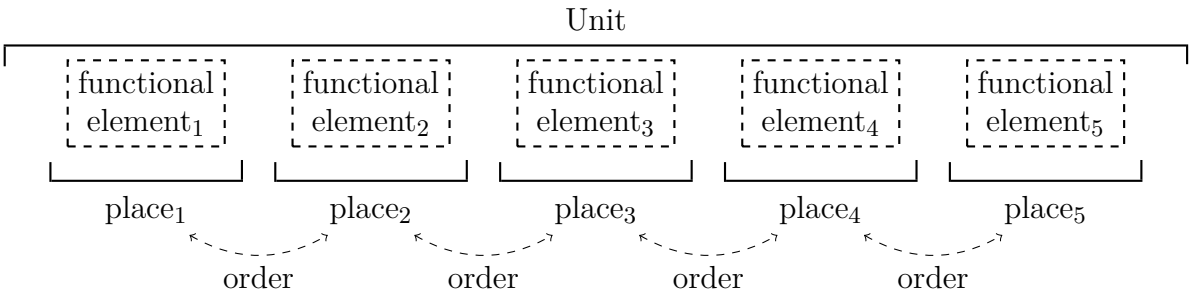 Unit
functional functional functional functional functional
element₁ element₂ element₃ element₄ element₅
place₁ place₂ place₃ place₄ place₅
order order order order